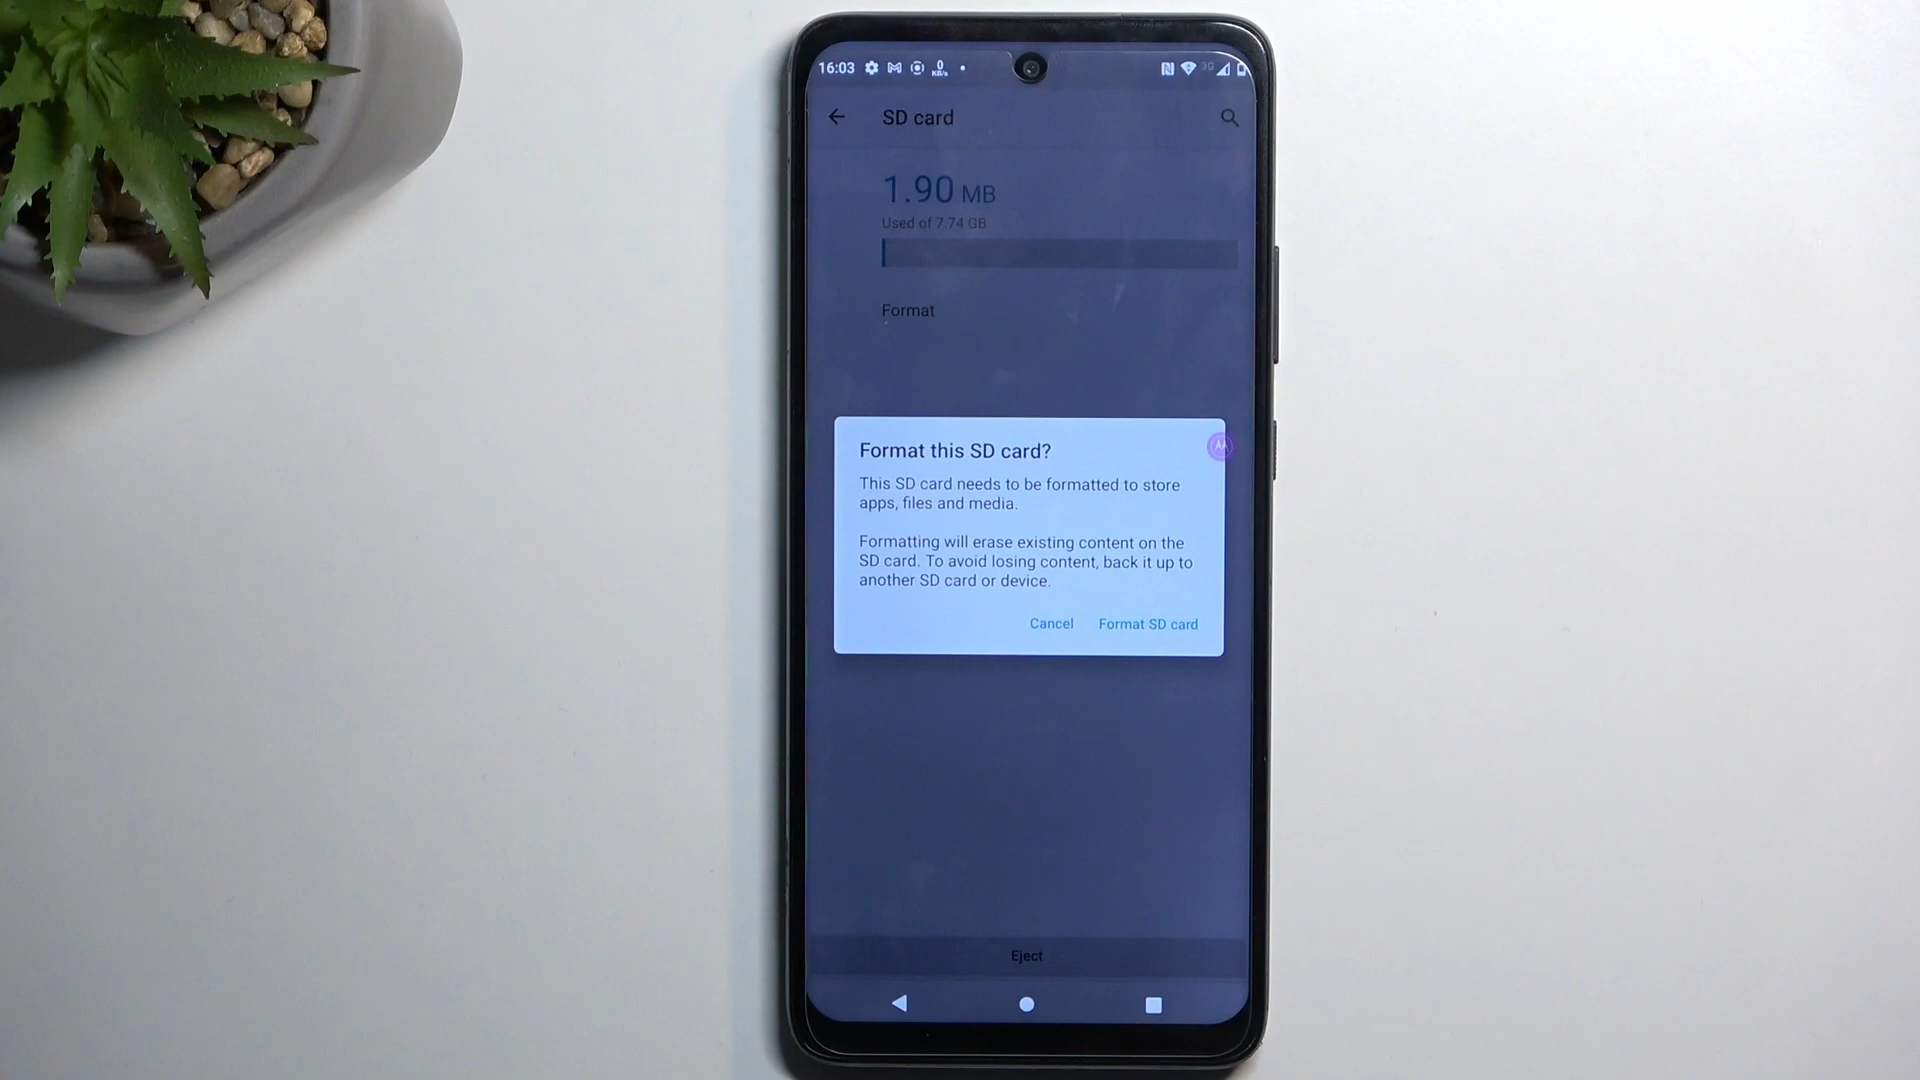 16:03 0 KB/s 3G
SD card
1.90 MB
Used of 7.74 GB
Format
Format this SD card?
This SD card needs to be formatted to store
apps, files and media.
Formatting will erase existing content on the
SD card. To avoid losing content, back it up to
another SD card or device.
Cancel Format SD card
Eject